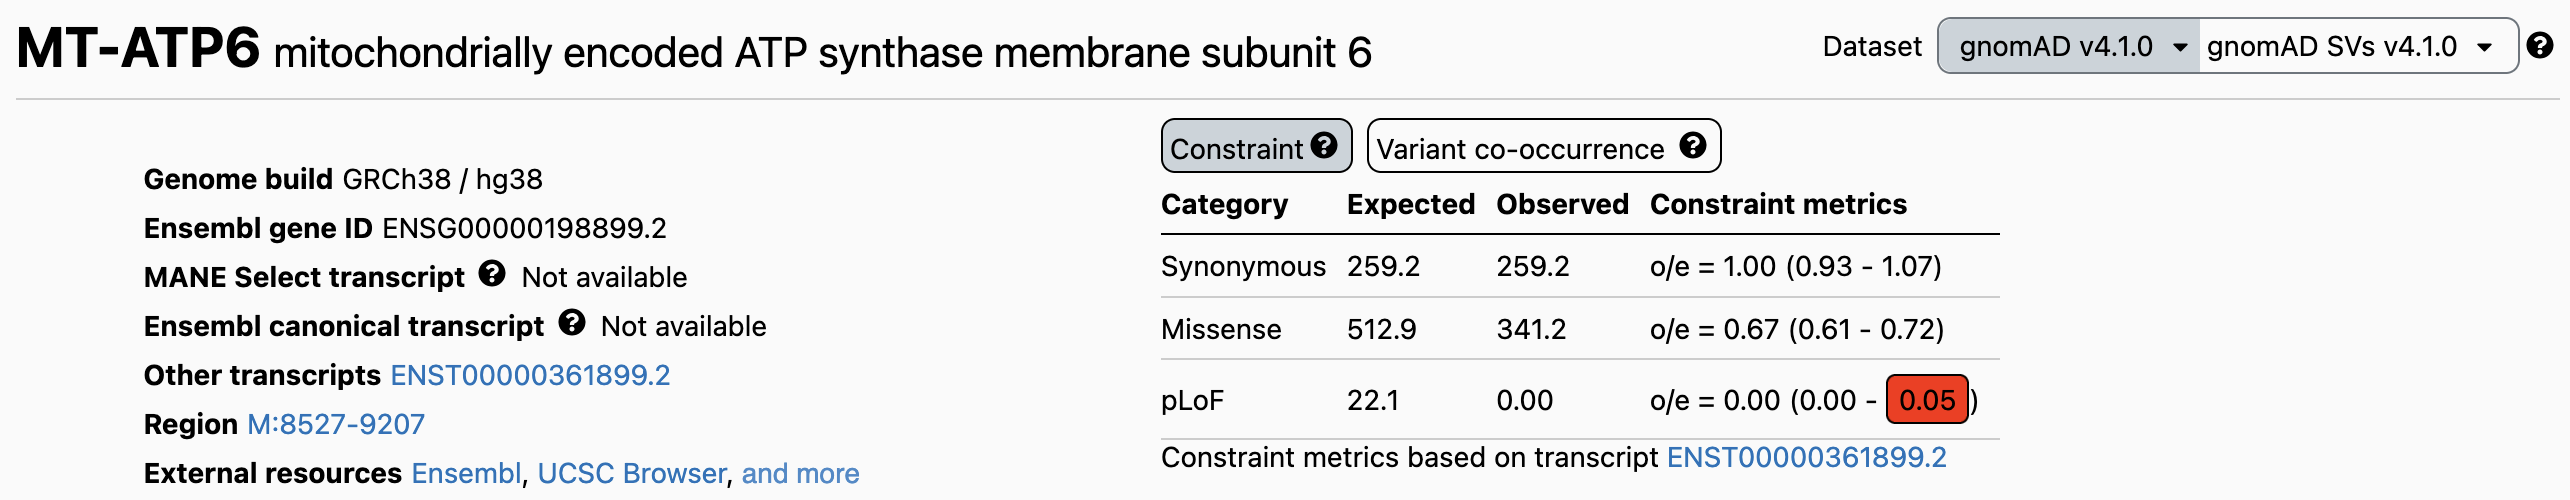 MT-ATP6 mitochondrially encoded ATP synthase membrane subunit 6
Dataset gnomAD v4.1.0 gnomAD SVs v4.1.0 ?
Genome build GRCh38 / hg38
Ensembl gene ID ENSG00000198899.2
MANE Select transcript ? Not available
Ensembl canonical transcript ? Not available
Other transcripts ENST00000361899.2
Region M:8527-9207
External resources Ensembl, UCSC Browser, and more
Constraint ? Variant co-occurrence ?
Category Expected Observed Constraint metrics
Synonymous 259.2 259.2 o/e = 1.00 (0.93 - 1.07)
Missense 512.9 341.2 o/e = 0.67 (0.61 - 0.72)
pLoF 22.1 0.00 o/e = 0.00 (0.00 - 0.05)
Constraint metrics based on transcript ENST00000361899.2